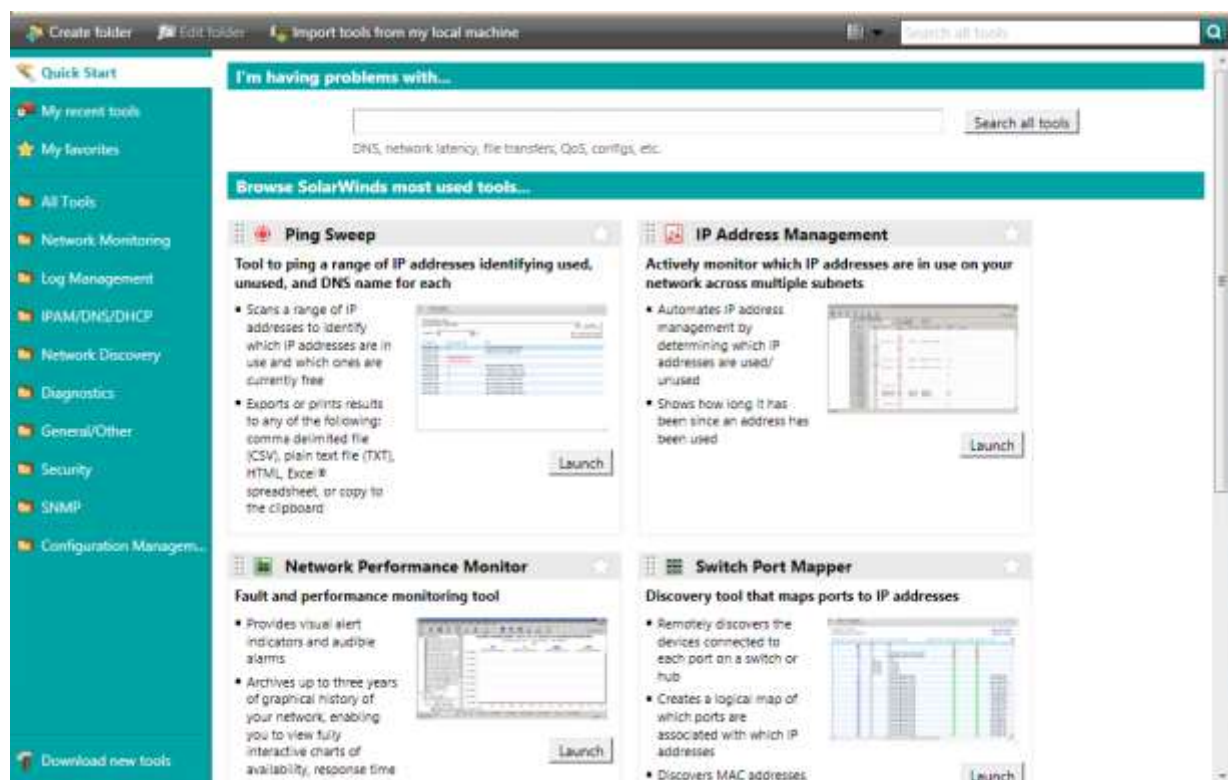 Create folder
Edit folder
Import tools from my local machine
Search all tools
Quick Start
My recent tools
My favorites
All Tools
Network Monitoring
Log Management
IPAM/DNS/DHCP
Network Discovery
Diagnostics
General/Other
Security
SNMP
Configuration Managem...
Download new tools
I'm having problems with...
Search all tools
DNS, network latency, file transfers, QoS, configs, etc.
Browse SolarWinds most used tools...
Ping Sweep
Tool to ping a range of IP addresses identifying used,
unused, and DNS name for each
Scans a range of IP
addresses to identify
which IP addresses are in
use and which ones are
currently free
Exports or prints results
to any of the following:
comma delimited file
(CSV), plain text file (TXT),
HTML, Excel®
spreadsheet, or copy to
the clipboard
Launch
IP Address Management
Actively monitor which IP addresses are in use on your
network across multiple subnets
Automates IP address
management by
determining which IP
addresses are used/
unused
Shows how long it has
been since an address has
been used
Launch
Network Performance Monitor
Fault and performance monitoring tool
Provides visual alert
indicators and audible
alarms
Archives up to three years
of graphical history of
your network, enabling
you to view fully
interactive charts of
availability, response time
Launch
Switch Port Mapper
Discovery tool that maps ports to IP addresses
Remotely discovers the
devices connected to
each port on a switch or
hub
Creates a logical map of
which ports are
associated with which IP
addresses
Discovers MAC addresses
Launch